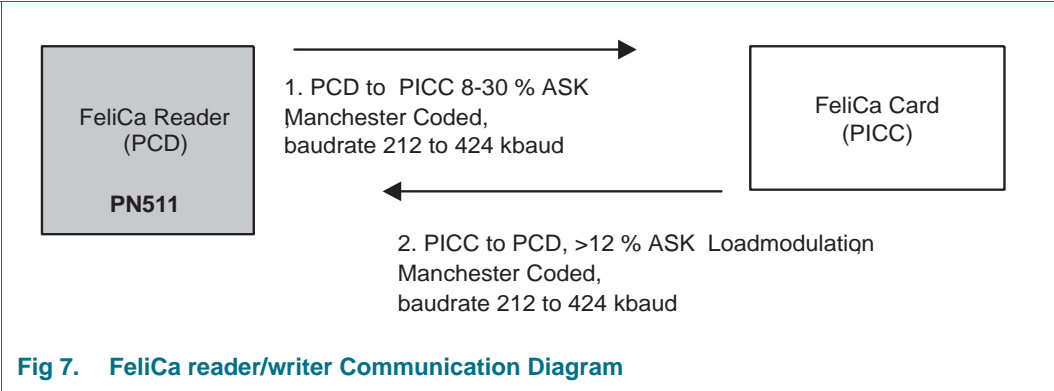 FeliCa Reader
(PCD)
PN511
1. PCD to PICC 8-30 % ASK
,Manchester Coded,
baudrate 212 to 424 kbaud
FeliCa Card
(PICC)
2. PICC to PCD, >12 % ASK Loadmodulation,
Manchester Coded,
baudrate 212 to 424 kbaud
Fig 7. FeliCa reader/writer Communication Diagram